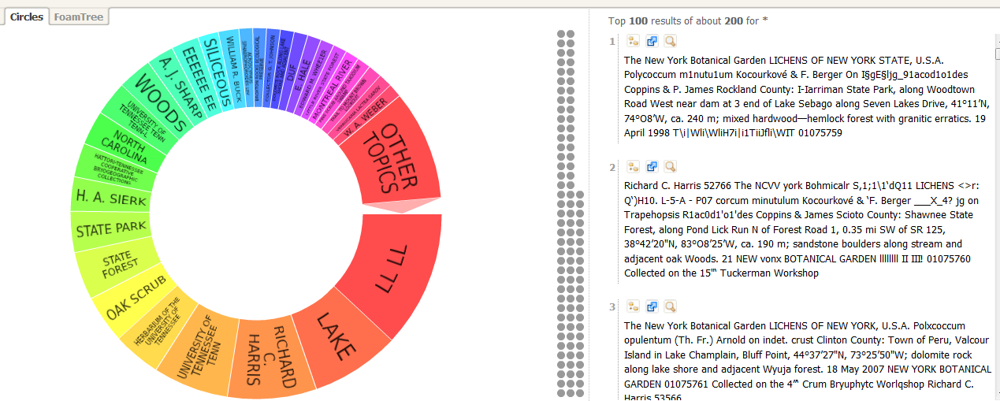 Circles FoamTree
Top 100 results of about 200 for *
OTHER
TOPICS
W. A. WEBER
MONTREAL RIVER
EDWARD M. WHEELER
E. HALE
DUF
COLLECTOR G. T. JOHNSON
WILLIAM R. BUCK
SILICEOUS
EEEEEE EE
A.J. SHARP
WOODS
UNIVERSITY OF
TENNESSEE TENN
TENN-L
NORTH
CAROLINA
HATTORI-TENNESSEE
COOPERATIVE
BRYOGEOGRAPHIC
COLLECTIONS
H. A. SIERK
STATE PARK
STATE
FOREST
OAK SCRUB
HERBARIUM OF THE
UNIVERSITY OF
TENNESSEE
UNIVERSITY OF
TENNESSEE
TENN
RICHARD
C.
HARRIS
LAKE
1
The New York Botanical Garden LICHENS OF NEW YORK STATE, U.S.A.
Polycoccum m1nutu1um Kocourkové & F. Berger On I§gE§ljg_91acod1o1des
Coppins & P. James Rockland County: I-Iarriman State Park, along Woodtown
Road West near dam at 3 end of Lake Sebago along Seven Lakes Drive, 41°11’N,
74ºO8’W, ca. 240 m; mixed hardwood—hemlock forest with granitic erratics. 19
April 1998 T\i|Wli\WliH7i|i1TiiJfli\WIT 01075759
2
Richard C. Harris 52766 The NCVV york Bohmicalr S,1;1\1‘dQ11 LICHENS <>r:
Q‘)H10. L-5-A - P07 corcum minutulum Kocourkové & ‘F. Berger ___X_4? jg on
Trapehopsis R1ac0d1'o1'des Coppins & James Scioto County: Shawnee State
Forest, along Pond Lick Run N of Forest Road 1, 0.35 mi SW of SR 125,
38°42’20"N, 83°O8’25’W, ca. 190 m; sandstone boulders along stream and
adjacent oak Woods. 21 NEW vonx BOTANICAL GARDEN llllllll II III! 01075760
Collected on the 15‟‟ Tuckerman Workshop
3
The New York Botanical Garden LICHENS OF NEW YORK, U.S.A. Polxcoccum
opulentum (Th. Fr.) Arnold on indet. crust Clinton County: Town of Peru, Valcour
Island in Lake Champlain, Bluff Point, 44°37’27"N, 73°25’50"W; dolomite rock
along lake shore and adjacent Wyuja forest. 18 May 2007 NEW YORK BOTANICAL
GARDEN 01075761 Collected on the 4‟‟ Crum Bryuphytc Worlqshop Richard C.
Harris 53566